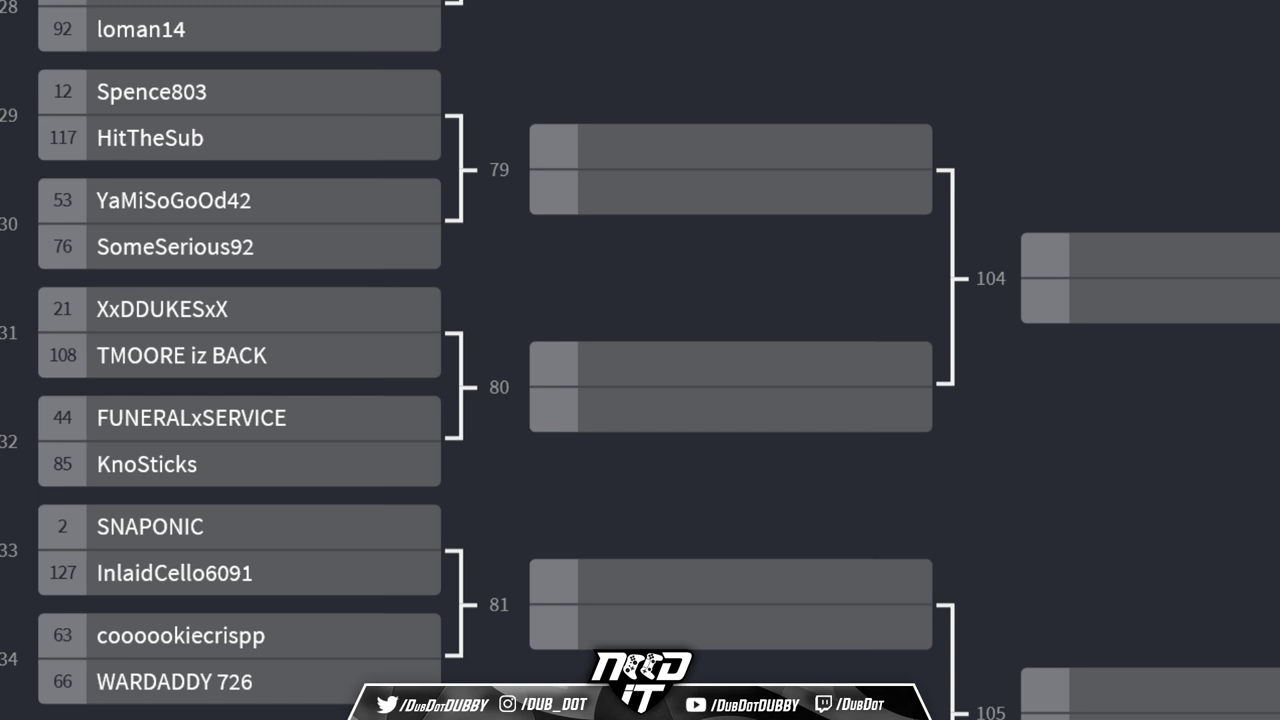 28
92 loman14
12 Spence803
29
117 HitTheSub
79
53 YaMiSoGoOd42
30
76 SomeSerious92
104
21 XxDDUKESxX
31
108 TMOORE iz BACK
80
44 FUNERALxSERVICE
32
85 KnoSticks
2 SNAPONIC
33
127 InlaidCello6091
81
63 coooookiecrispp
34
66 WARDADDY 726
NEED
iT
/DubDotDUBBY /DUB_DOT /DubDotDUBBY /DubDot
105